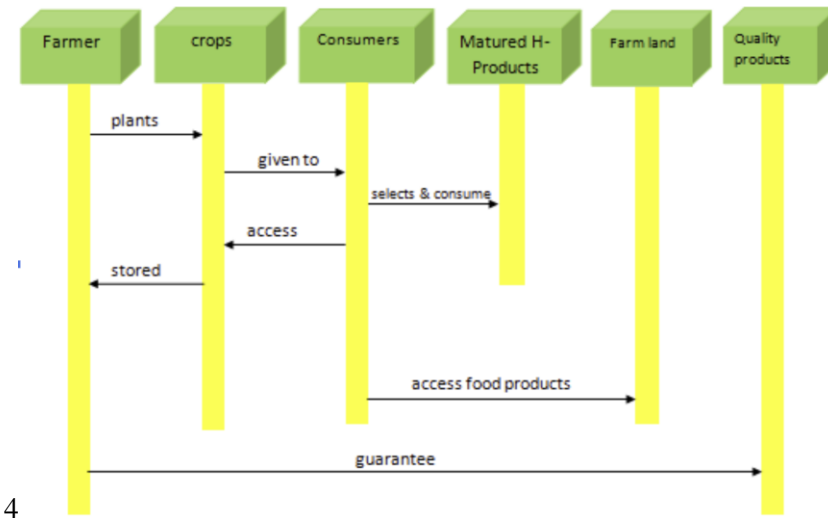 Farmer
crops
Consumers
Matured H-
Products
Farm land
Quality
products
plants
given to
selects & consume
access
stored
access food products
guarantee
4